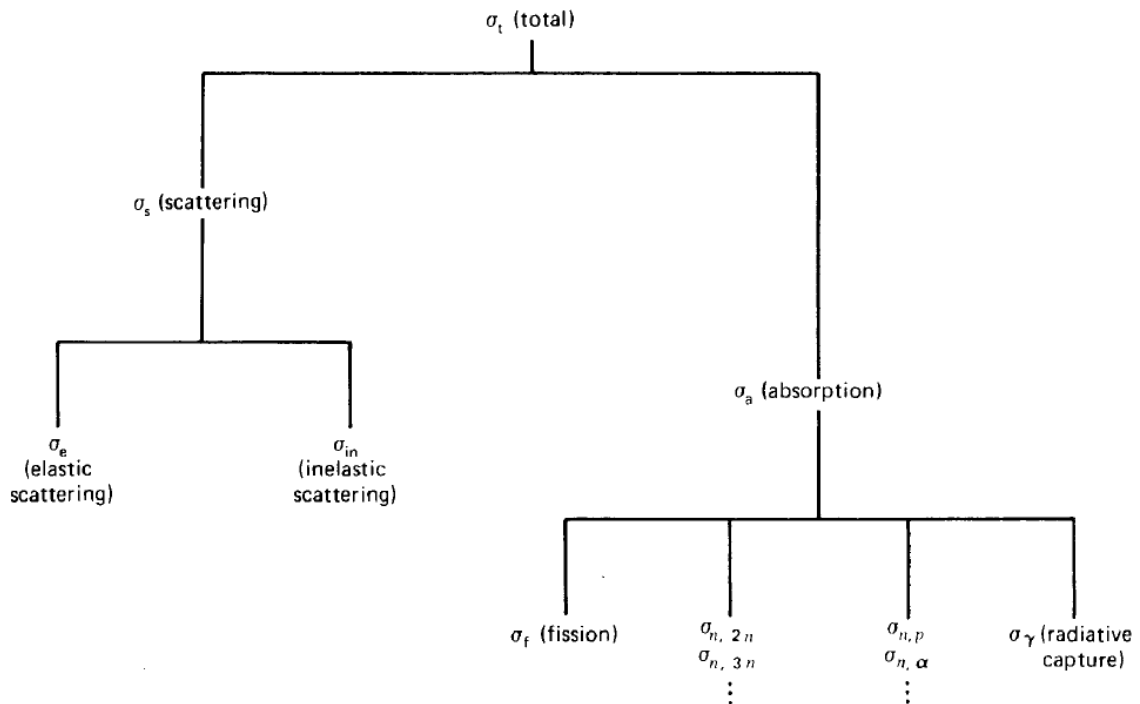 σt (total)
σs (scattering)
σa (absorption)
σe
(elastic
scattering)
σin
(inelastic
scattering)
σf (fission)
σn, 2n
σn, 3n
⋮
σn,p
σn, α
⋮
σγ (radiative
capture)